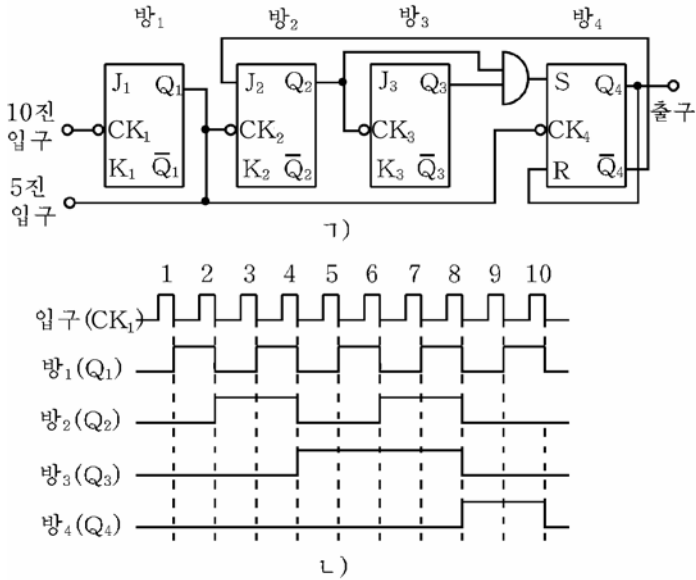 방₁ 방₂ 방₃ 방₄
J₁ Q₁ J₂ Q₂ J₃ Q₃ S Q₄
10진
입구
CK₁ CK₂ CK₃ CK₄
출구
K₁ Q̅₁ K₂ Q̅₂ K₃ Q̅₃ R Q̅₄
5진
입구
ㄱ)
1 2 3 4 5 6 7 8 9 10
입구(CK₁)
방₁(Q₁)
방₂(Q₂)
방₃(Q₃)
방₄(Q₄)
ㄴ)